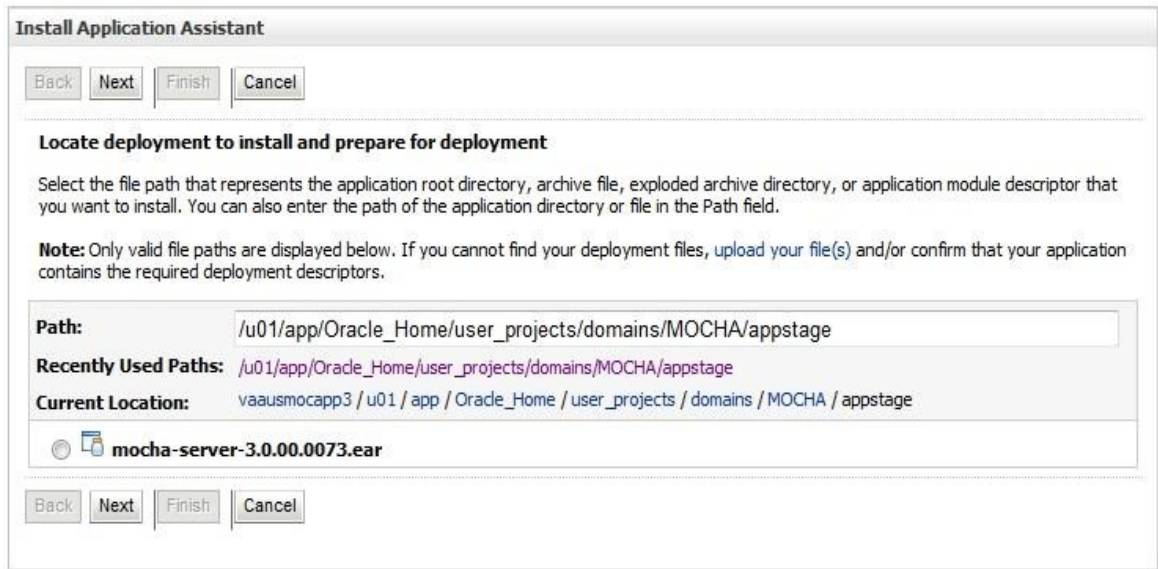 Install Application Assistant
Back Next Finish Cancel
Locate deployment to install and prepare for deployment
Select the file path that represents the application root directory, archive file, exploded archive directory, or application module descriptor that
you want to install. You can also enter the path of the application directory or file in the Path field.
Note: Only valid file paths are displayed below. If you cannot find your deployment files, upload your file(s) and/or confirm that your application
contains the required deployment descriptors.
Path: /u01/app/Oracle_Home/user_projects/domains/MOCHA/appstage
Recently Used Paths: /u01/app/Oracle_Home/user_projects/domains/MOCHA/appstage
Current Location: vaausmocapp3 / u01 / app / Oracle_Home / user_projects / domains / MOCHA / appstage
mocha-server-3.0.00.0073.ear
Back Next Finish Cancel